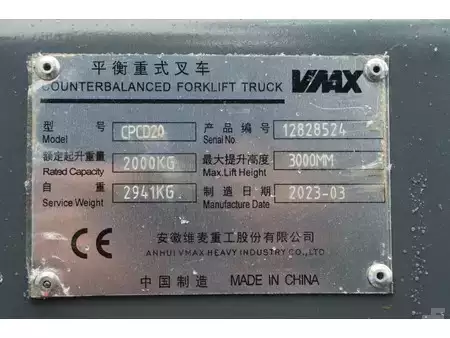 平衡重式叉车 VMAX
COUNTERBALANCED FORKLIFT TRUCK
型号 CPCD20 产品编号 12828524
Model Serial No
额定起升重量 2000KG 最大提升高度 3000MM
Rated Capacity Max.Lift Height
自重 2941KG 制造日期 2023-03
Service Weight Manufacture Date
CE 安徽维麦重工股份有限公司
ANHUI VMAX HEAVY INDUSTRY CO.,LTD
中国制造 MADE IN CHINA